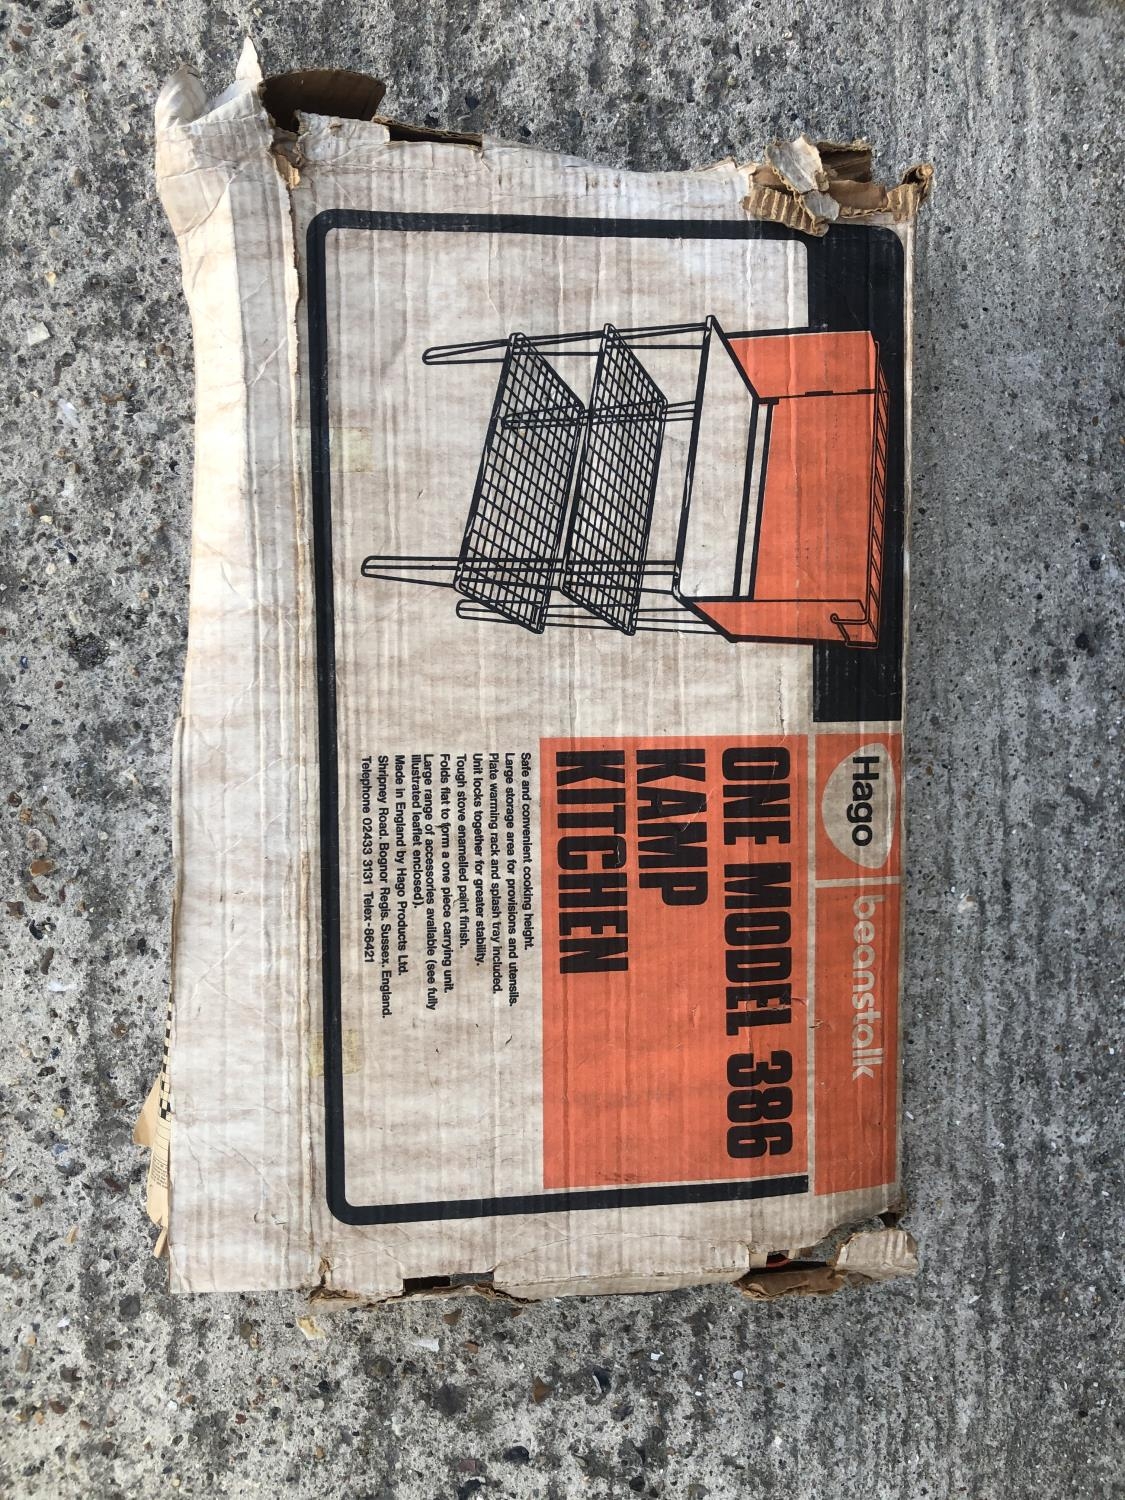 Hago beanstalk
ONE MODEL 386
KAMP
KITCHEN
Safe and convenient cooking height.
Large storage area for provisions and utensils.
Plate warming rack and splash tray included.
Unit locks together for greater stability.
Tough stove enamelled paint finish.
Folds flat to form a one piece carrying unit.
Large range of accessories available (see fully
illustrated leaflet enclosed).
Made in England by Hago Products Ltd.
Shripney Road. Bognor Regis. Sussex. England.
Telephone 02433 3131 Telex-86421